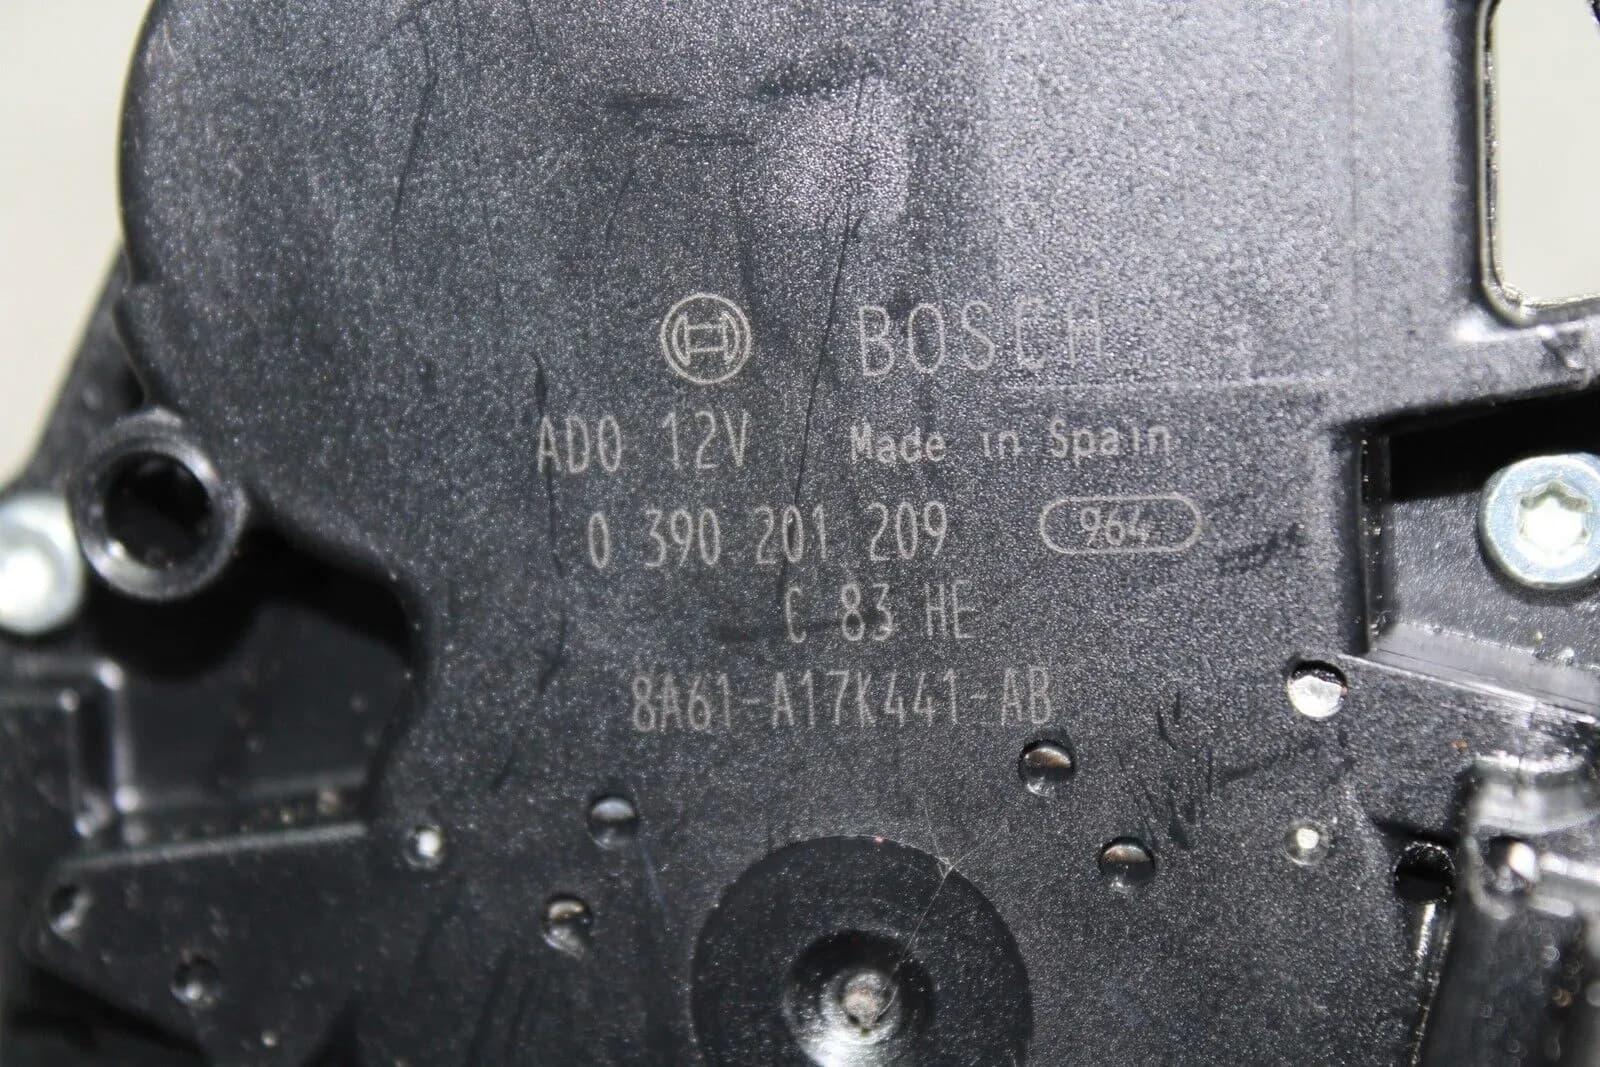 BOSCH
AD0 12V Made in Spain
0 390 201 209 964
C 83 HE
8A61-A17K441-AB